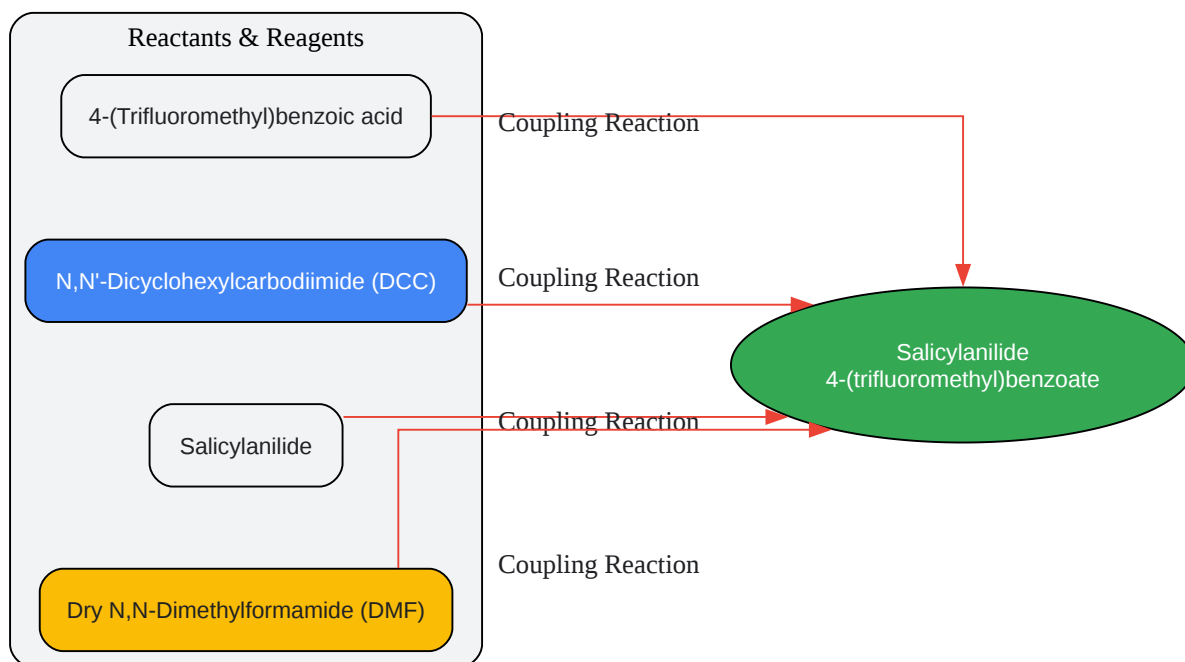 Reactants & Reagents
4-(Trifluoromethyl)benzoic acid
Coupling Reaction
N,N'-Dicyclohexylcarbodiimide (DCC)
Coupling Reaction
Salicylanilide
4-(trifluoromethyl)benzoate
Salicylanilide
Coupling Reaction
Dry N,N-Dimethylformamide (DMF)
Coupling Reaction